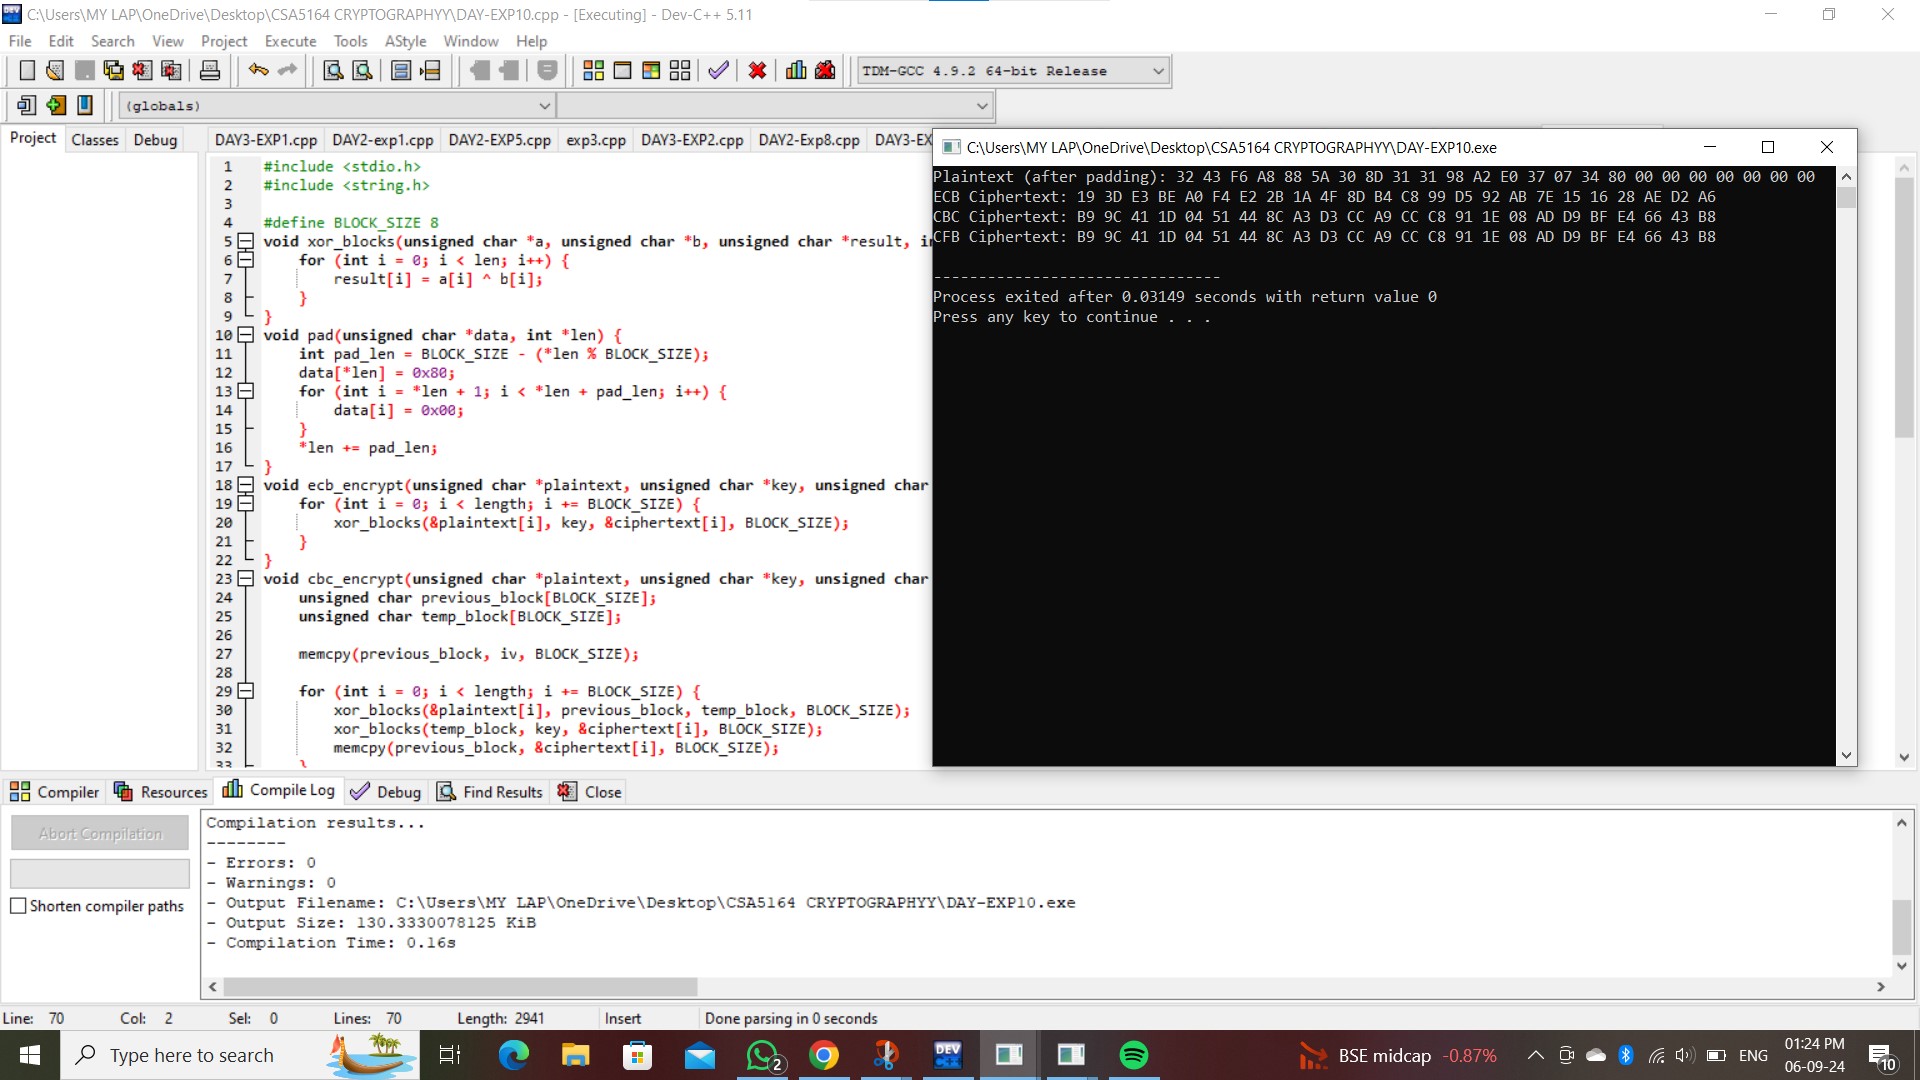 C:\Users\MY LAP\OneDrive\Desktop\CSA5164 CRYPTOGRAPHYY\DAY-EXP10.cpp - [Executing] - Dev-C++ 5.11
File Edit Search View Project Execute Tools AStyle Window Help
TDM-GCC 4.9.2 64-bit Release
(globals)
Project Classes Debug
DAY3-EXP1.cpp DAY2-exp1.cpp DAY2-EXP5.cpp exp3.cpp DAY3-EXP2.cpp DAY2-Exp8.cpp DAY3-EX
1 #include <stdio.h>
2 #include <string.h>
3
4 #define BLOCK_SIZE 8
5 void xor_blocks(unsigned char *a, unsigned char *b, unsigned char *result, i
6 for (int i = 0; i < len; i++) {
7 result[i] = a[i] ^ b[i];
8 }
9 }
10 void pad(unsigned char *data, int *len) {
11 int pad_len = BLOCK_SIZE - (*len % BLOCK_SIZE);
12 data[*len] = 0x80;
13 for (int i = *len + 1; i < *len + pad_len; i++) {
14 data[i] = 0x00;
15 }
16 *len += pad_len;
17 }
18 void ecb_encrypt(unsigned char *plaintext, unsigned char *key, unsigned char
19 for (int i = 0; i < length; i += BLOCK_SIZE) {
20 xor_blocks(&plaintext[i], key, &ciphertext[i], BLOCK_SIZE);
21 }
22 }
23 void cbc_encrypt(unsigned char *plaintext, unsigned char *key, unsigned char
24 unsigned char previous_block[BLOCK_SIZE];
25 unsigned char temp_block[BLOCK_SIZE];
26
27 memcpy(previous_block, iv, BLOCK_SIZE);
28
29 for (int i = 0; i < length; i += BLOCK_SIZE) {
30 xor_blocks(&plaintext[i], previous_block, temp_block, BLOCK_SIZE);
31 xor_blocks(temp_block, key, &ciphertext[i], BLOCK_SIZE);
32 memcpy(previous_block, &ciphertext[i], BLOCK_SIZE);
33 }
C:\Users\MY LAP\OneDrive\Desktop\CSA5164 CRYPTOGRAPHYY\DAY-EXP10.exe
Plaintext (after padding): 32 43 F6 A8 88 5A 30 8D 31 31 98 A2 E0 37 07 34 80 00 00 00 00 00 00 00
ECB Ciphertext: 19 3D E3 BE A0 F4 E2 2B 1A 4F 8D B4 C8 99 D5 92 AB 7E 15 16 28 AE D2 A6
CBC Ciphertext: B9 9C 41 1D 04 51 44 8C A3 D3 CC A9 CC C8 91 1E 08 AD D9 BF E4 66 43 B8
CFB Ciphertext: B9 9C 41 1D 04 51 44 8C A3 D3 CC A9 CC C8 91 1E 08 AD D9 BF E4 66 43 B8
--------------------------------
Process exited after 0.03149 seconds with return value 0
Press any key to continue . . .
Compiler Resources Compile Log Debug Find Results Close
Abort Compilation
Shorten compiler paths
Compilation results...
--------
- Errors: 0
- Warnings: 0
- Output Filename: C:\Users\MY LAP\OneDrive\Desktop\CSA5164 CRYPTOGRAPHYY\DAY-EXP10.exe
- Output Size: 130.3330078125 KiB
- Compilation Time: 0.16s
Line: 70 Col: 2 Sel: 0 Lines: 70 Length: 2941 Insert Done parsing in 0 seconds
Type here to search
2
DEV C++
BSE midcap -0.87%
ENG
01:24 PM
06-09-24
10